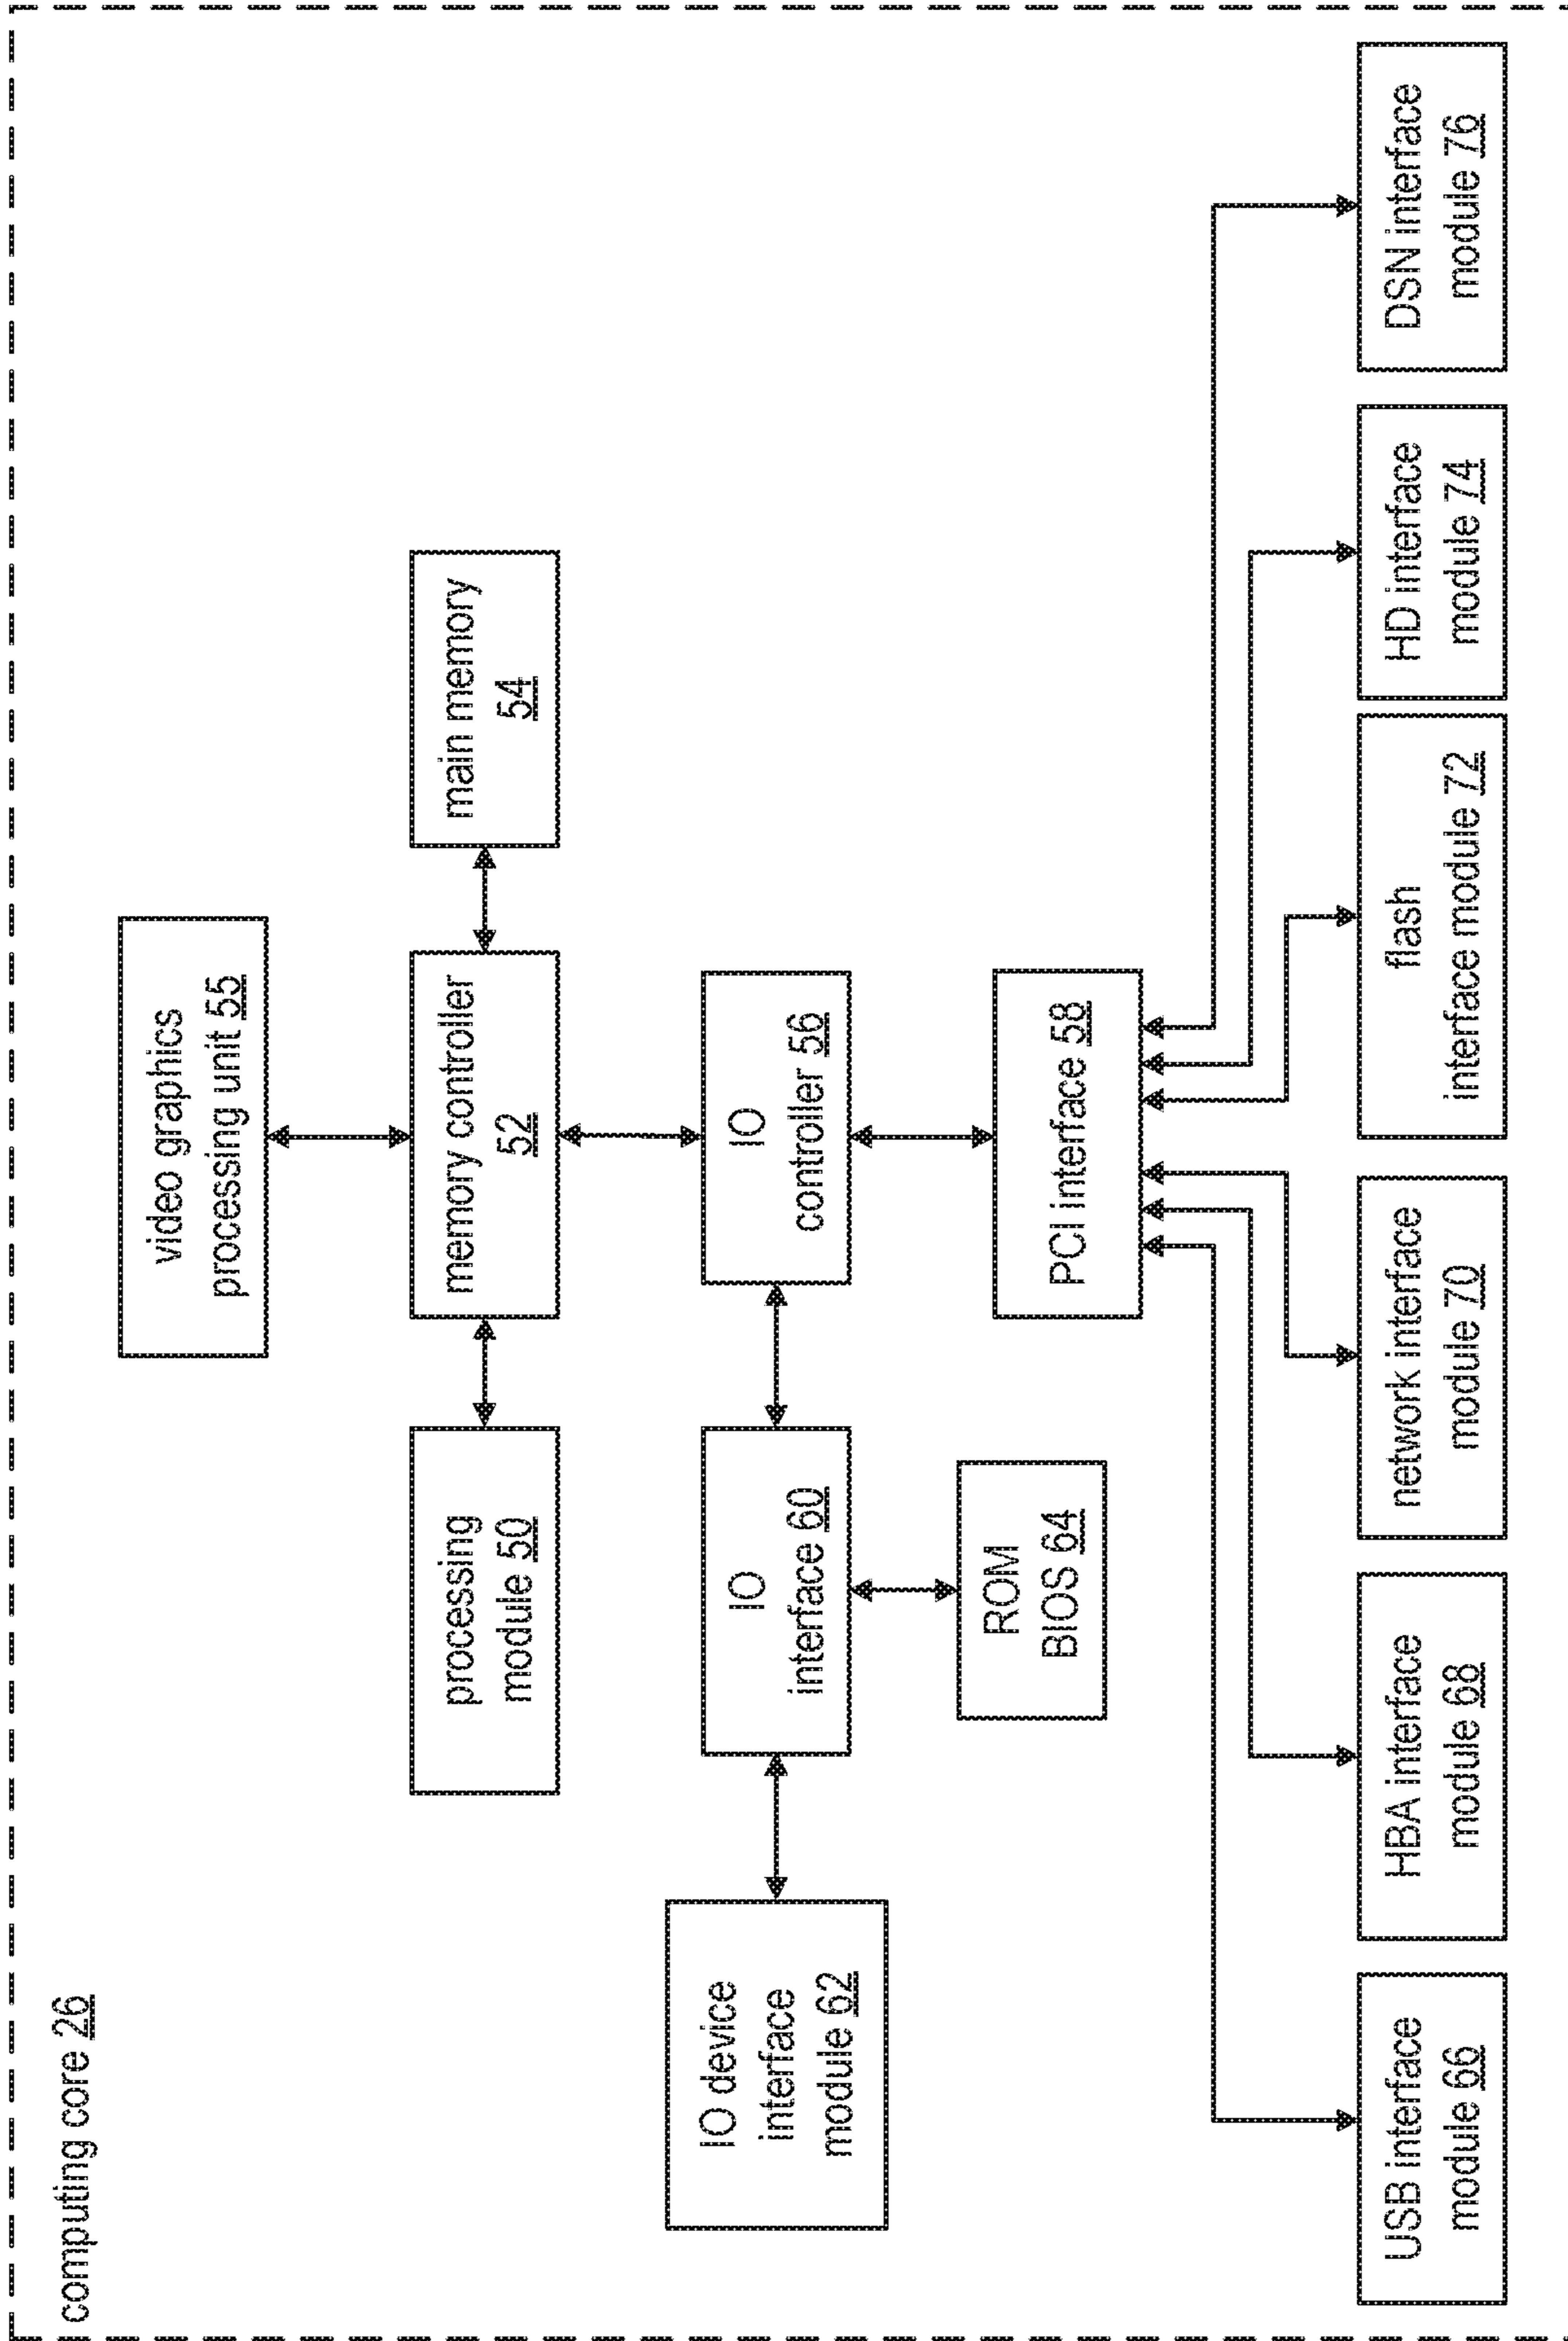 computing core 26
video graphics
processing unit 55
processing
module 50
memory controller
52
main memory
54
IO device
interface
module 62
IO
interface 60
IO
controller 56
ROM
BIOS 64
PCI interface 58
USB interface
module 66
HBA interface
module 68
network interface
module 70
flash
interface module 72
HD interface
module 74
DSN interface
module 76